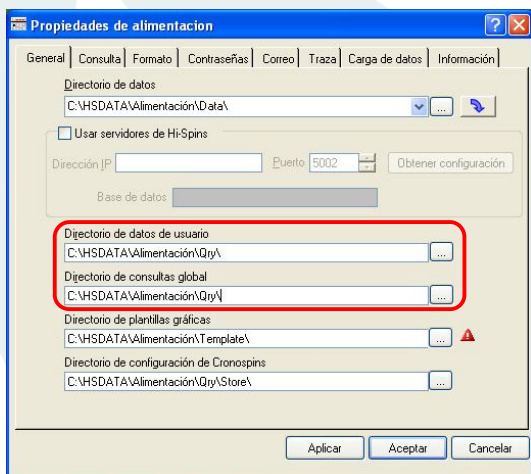 Propiedades de alimentacion
General Consulta Formato Contraseñas Correo Traza Carga de datos Información
Directorio de datos
C:\HSDATA\Alimentación\Data\ ...
Usar servidores de Hi-Spins
Dirección IP Puerto 5002 Obtener configuración
Base de datos
Directorio de datos de usuario
C:\HSDATA\Alimentación\Qry\ ...
Directorio de consultas global
C:\HSDATA\Alimentación\Qry\ ...
Directorio de plantillas gráficas
C:\HSDATA\Alimentación\Template\ ...
Directorio de configuración de Cronospins
C:\HSDATA\Alimentación\Qry\Store\ ...
Aplicar Aceptar Cancelar